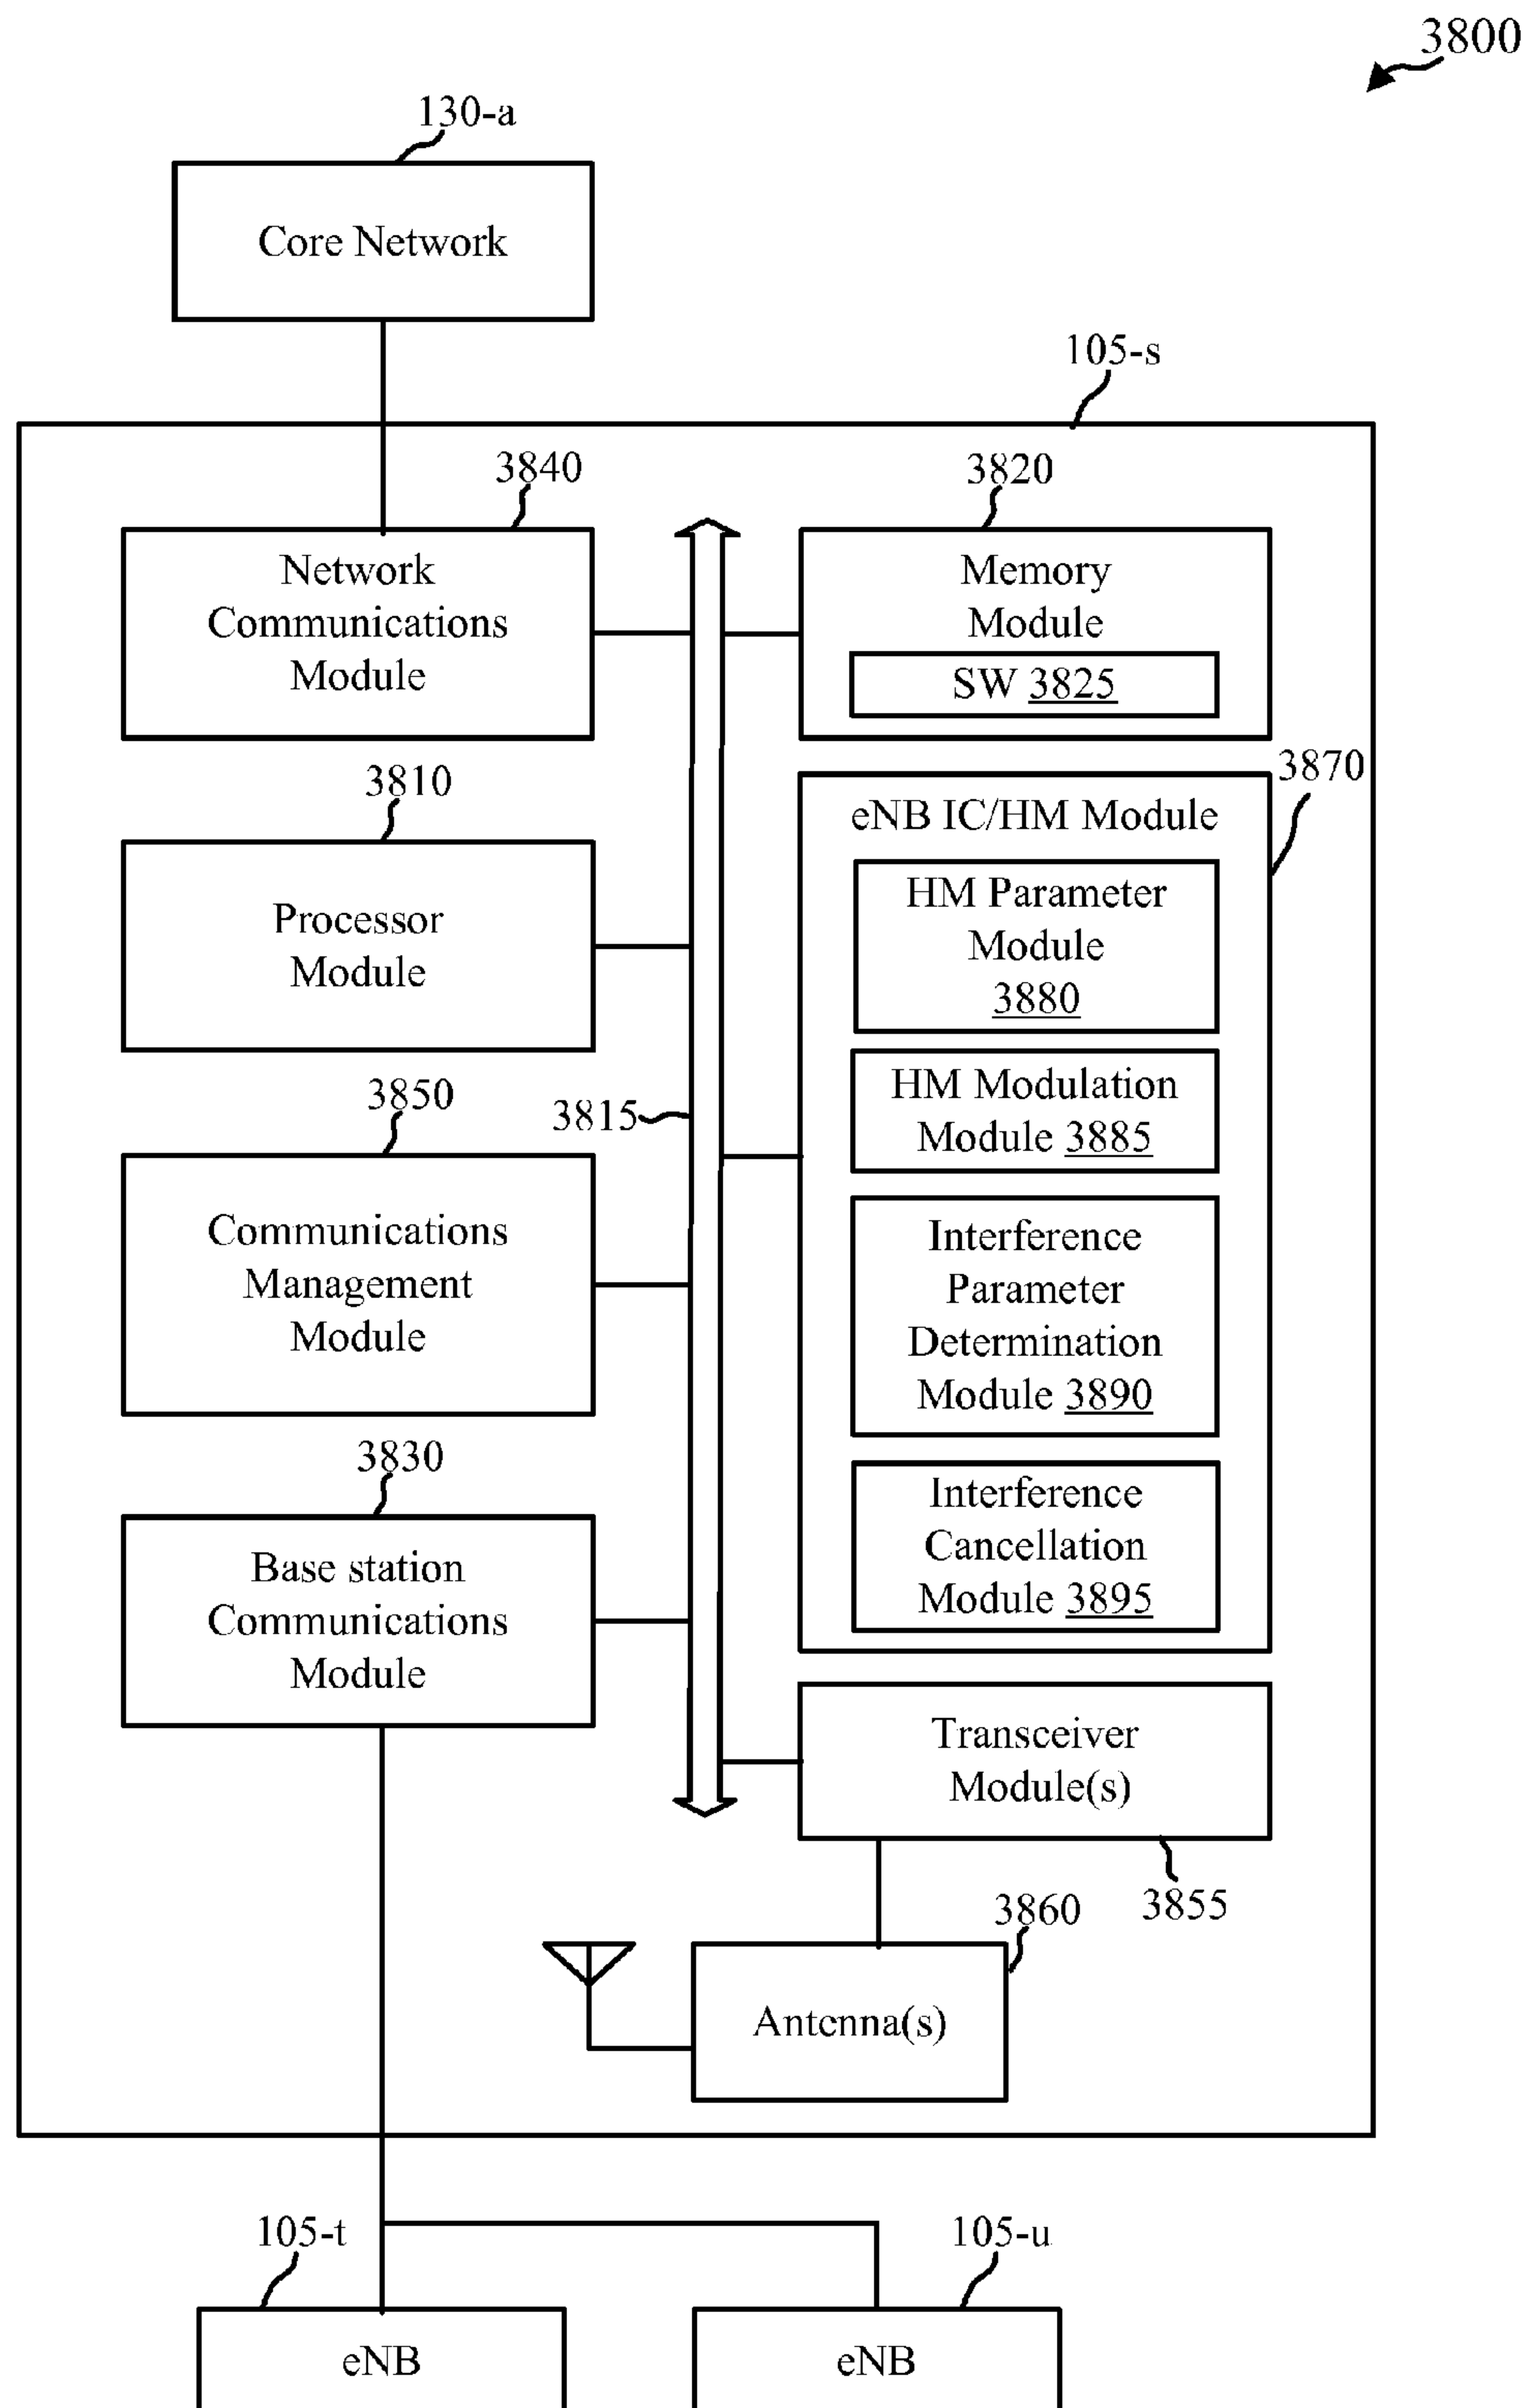 3800
130-a
Core Network
105-s
3840
Network
Communications
Module
3820
Memory
Module
SW 3825
3810
Processor
Module
3870
eNB IC/HM Module
HM Parameter
Module
3880
HM Modulation
Module 3885
Interference
Parameter
Determination
Module 3890
Interference
Cancellation
Module 3895
3850
Communications
Management
Module
3815
3830
Base station
Communications
Module
Transceiver
Module(s)
3855
3860
Antenna(s)
105-t
eNB
105-u
eNB